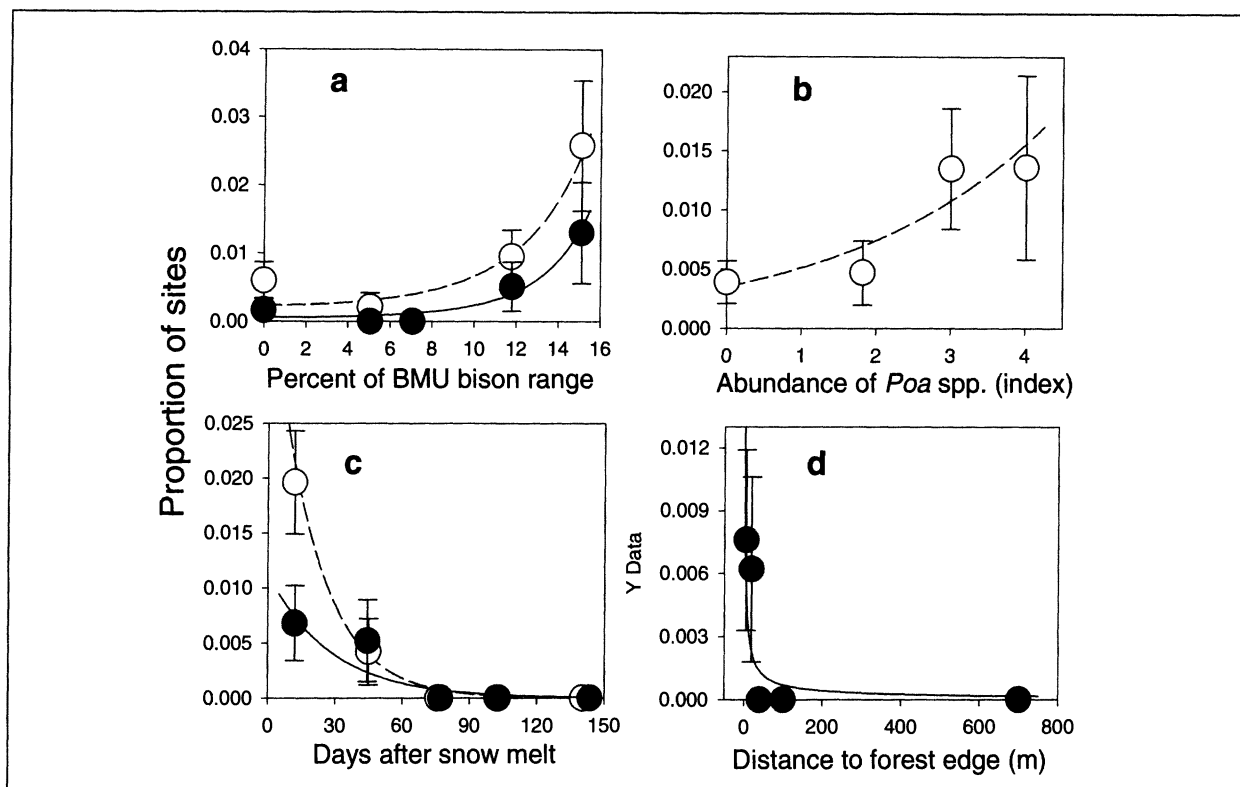 Proportion of sites
a
0.04
0.03
0.02
0.01
0.00
0 2 4 6 8 10 12 14 16
Percent of BMU bison range
b
0.020
0.015
0.010
0.005
0.000
0 1 2 3 4
Abundance of Poa spp. (index)
c
0.025
0.020
0.015
0.010
0.005
0.000
0 30 60 90 120 150
Days after snow melt
d
Y Data
0.012
0.009
0.006
0.003
0.000
0 200 400 600 800
Distance to forest edge (m)